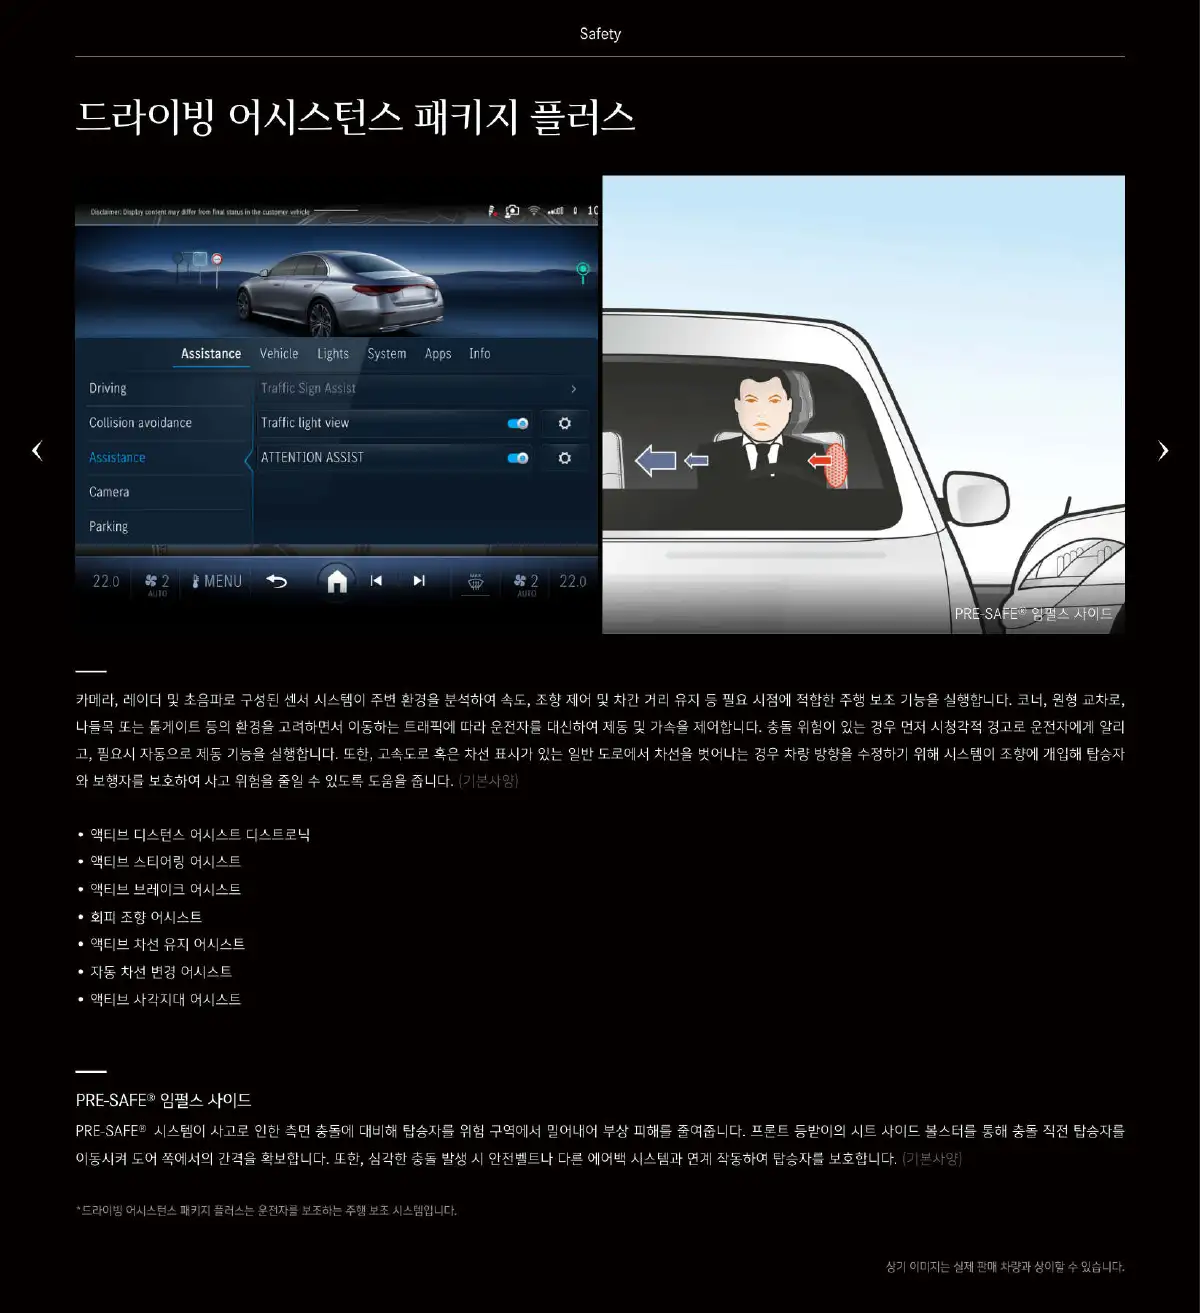 Safety
드라이빙 어시스턴스 패키지 플러스
Disclaimer: Display content may differ from final status in the customer vehicle
10
Assistance Vehicle Lights System Apps Info
Driving
Traffic Sign Assist
Collision avoidance
Traffic light view
Assistance
ATTENTION ASSIST
Camera
Parking
22.0 2 AUTO MENU MAX 2 AUTO 22.0
PRE-SAFE® 임펄스 사이드
카메라, 레이더 및 초음파로 구성된 센서 시스템이 주변 환경을 분석하여 속도, 조향 제어 및 차간 거리 유지 등 필요 시점에 적합한 주행 보조 기능을 실행합니다. 코너, 원형 교차로,
나들목 또는 톨게이트 등의 환경을 고려하면서 이동하는 트래픽에 따라 운전자를 대신하여 제동 및 가속을 제어합니다. 충돌 위험이 있는 경우 먼저 시청각적 경고로 운전자에게 알리
고, 필요시 자동으로 제동 기능을 실행합니다. 또한, 고속도로 혹은 차선 표시가 있는 일반 도로에서 차선을 벗어나는 경우 차량 방향을 수정하기 위해 시스템이 조향에 개입해 탑승자
와 보행자를 보호하여 사고 위험을 줄일 수 있도록 도움을 줍니다. (기본사양)
• 액티브 디스턴스 어시스트 디스트로닉
• 액티브 스티어링 어시스트
• 액티브 브레이크 어시스트
• 회피 조향 어시스트
• 액티브 차선 유지 어시스트
• 자동 차선 변경 어시스트
• 액티브 사각지대 어시스트
PRE-SAFE® 임펄스 사이드
PRE-SAFE® 시스템이 사고로 인한 측면 충돌에 대비해 탑승자를 위험 구역에서 밀어내어 부상 피해를 줄여줍니다. 프론트 등받이의 시트 사이드 볼스터를 통해 충돌 직전 탑승자를
이동시켜 도어 쪽에서의 간격을 확보합니다. 또한, 심각한 충돌 발생 시 안전벨트나 다른 에어백 시스템과 연계 작동하여 탑승자를 보호합니다. (기본사양)
*드라이빙 어시스턴스 패키지 플러스는 운전자를 보조하는 주행 보조 시스템입니다.
상기 이미지는 실제 판매 차량과 상이할 수 있습니다.